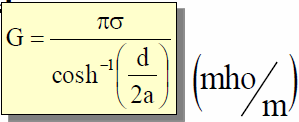 G = πσ / cosh⁻¹(d / 2a) (mho/m)